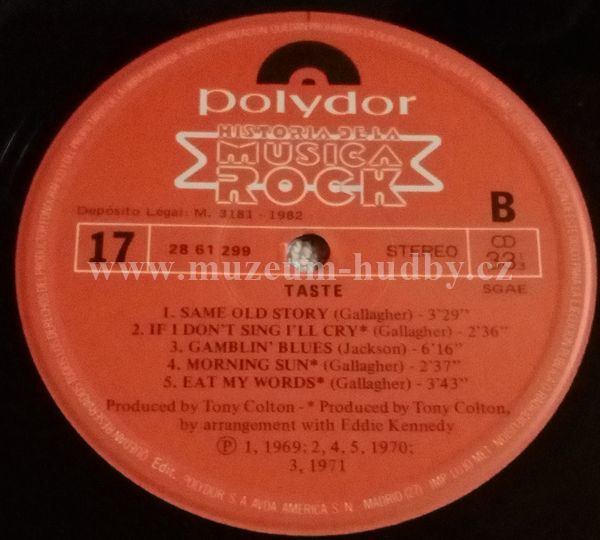 polydor
HISTORIA DE LA
MUSICA
ROCK
Depósito Legal: M. 3181 - 1982
B
17
28 61 299
STEREO
33
SGAE
www.muzeum-hudby.cz
TASTE
1. SAME OLD STORY (Gallagher) - 3'29"
2. IF I DON'T SING I'LL CRY* (Gallagher) - 2'36"
3. GAMBLIN' BLUES (Jackson) - 6'16"
4. MORNING SUN* (Gallagher) - 2'37"
5. EAT MY WORDS* (Gallagher) - 3'43"
Produced by Tony Colton - * Produced by Tony Colton,
by arrangement with Eddie Kennedy
Ⓟ 1, 1969; 2, 4, 5, 1970;
3, 1971
Edit. POLYDOR S. A. AVDA. AMERICA S. N. MADRID (27) IMP.